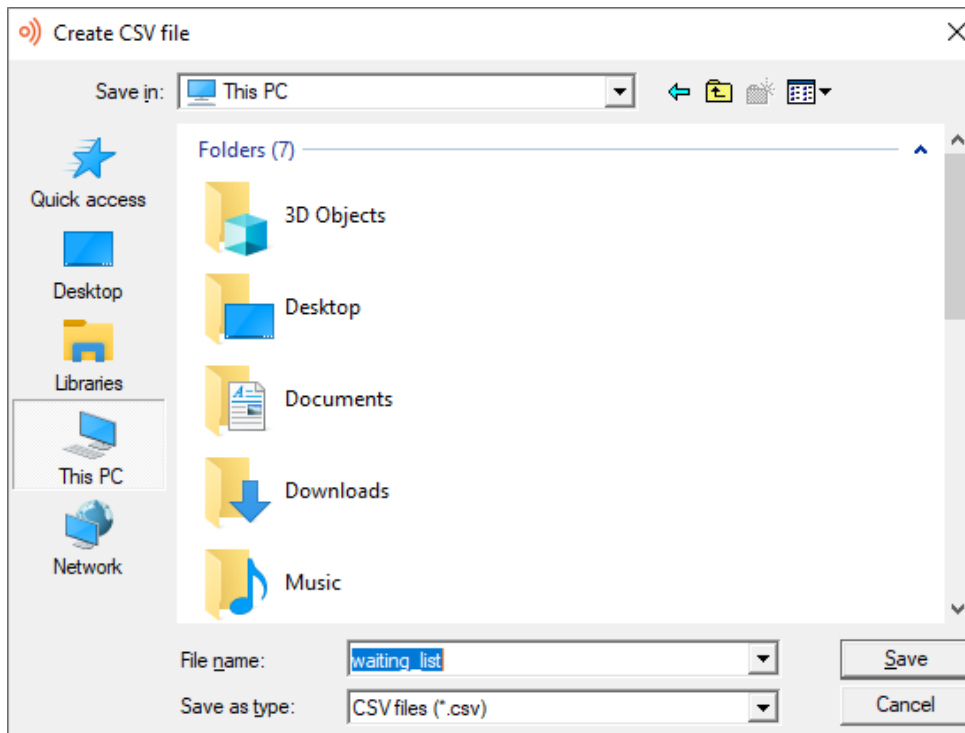 Create CSV file
Save in:
This PC
Quick access
Desktop
Libraries
This PC
Network
Folders (7)
3D Objects
Desktop
Documents
Downloads
Music
File name:
waiting_list
Save
Save as type:
CSV files (*.csv)
Cancel